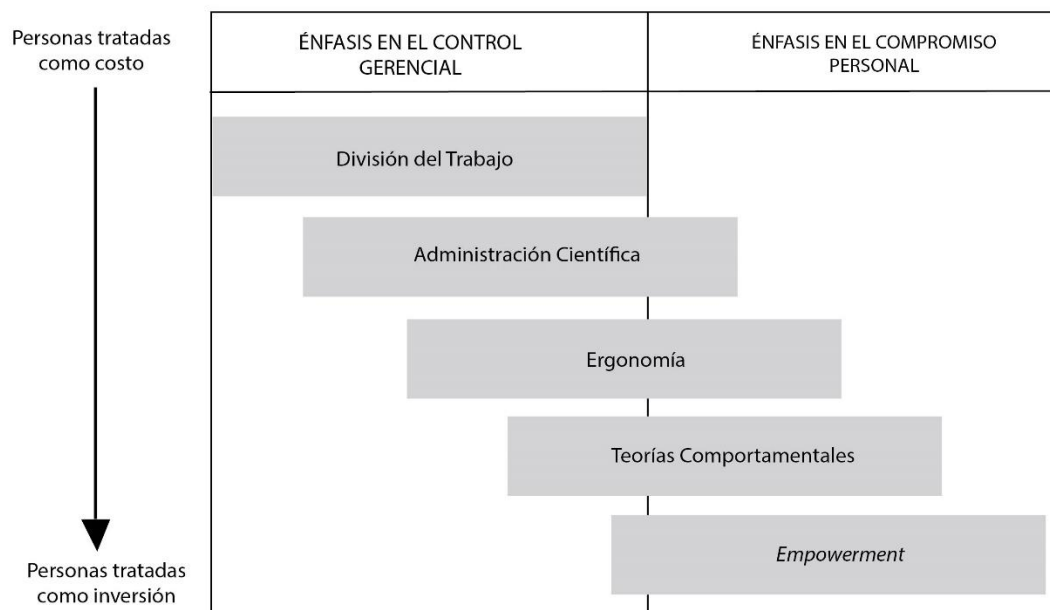 Personas tratadas
como costo
ÉNFASIS EN EL CONTROL
GERENCIAL
ÉNFASIS EN EL COMPROMISO
PERSONAL
División del Trabajo
Administración Científica
Ergonomía
Teorías Comportamentales
Empowerment
Personas tratadas
como inversión